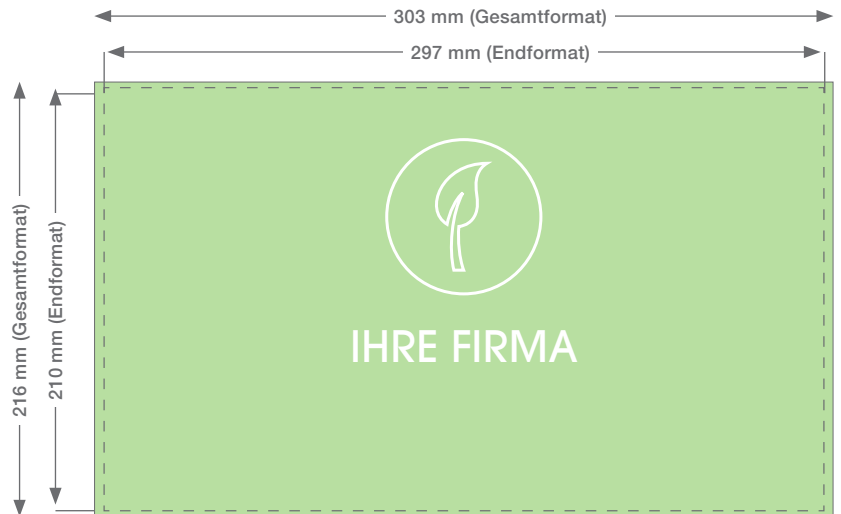 303 mm (Gesamtformat)
297 mm (Endformat)
216 mm (Gesamtformat)
210 mm (Endformat)
IHRE FIRMA